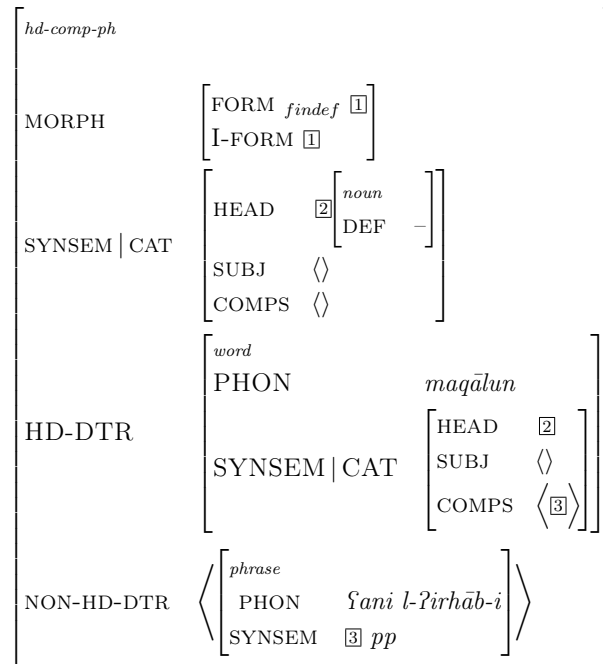 hd-comp-ph
MORPH [FORM findef 1
I-FORM 1]
SYNSEM | CAT [HEAD 2 [noun
DEF –]
SUBJ ⟨⟩
COMPS ⟨⟩]
HD-DTR [word
PHON maqālun
SYNSEM | CAT [HEAD 2
SUBJ ⟨⟩
COMPS ⟨3⟩]]
NON-HD-DTR ⟨[phrase
PHON ʕani l-ʔirhāb-i
SYNSEM 3 pp]⟩